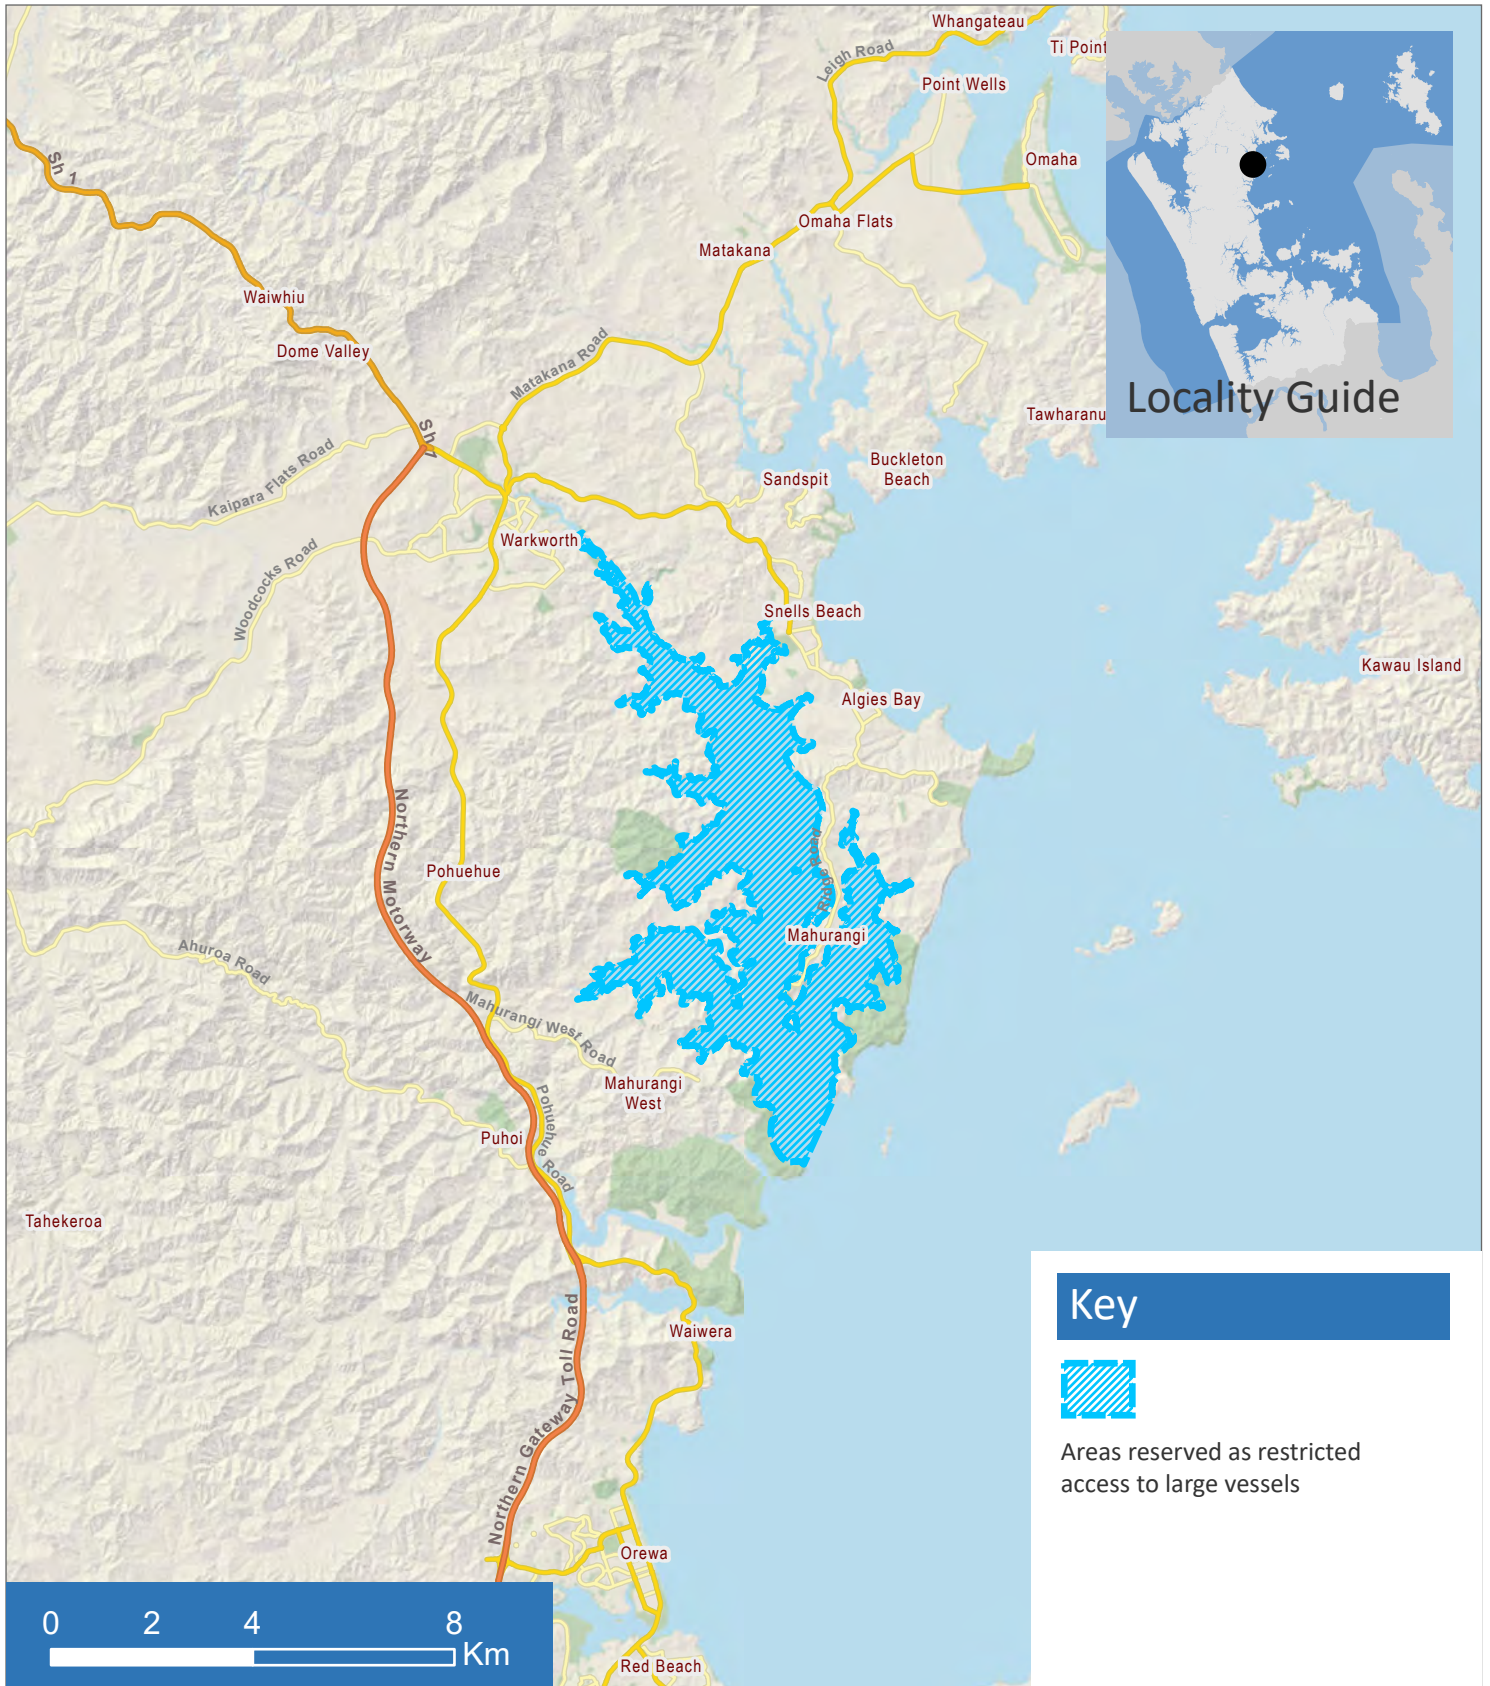 Whangateau
Ti Point
Leigh Road
Point Wells
Sh 1
Omaha
Omaha Flats
Matakana
Waiwhiu
Dome Valley
Matakana Road
Locality Guide
Tawharanu
Sh 1
Kaipara Flats Road
Buckleton
Beach
Sandspit
Warkworth
Woodcocks Road
Snells Beach
Kawau Island
Algies Bay
Northern Motorway
Ridge Road
Pohuehue
Mahurangi
Ahuroa Road
Mahurangi West Road
Mahurangi
West
Pohuehue Road
Puhoi
Tahekeroa
Key
Northern Gateway Toll Road
Waiwera
Areas reserved as restricted
access to large vessels
Orewa
0 2 4 8
Km
Red Beach